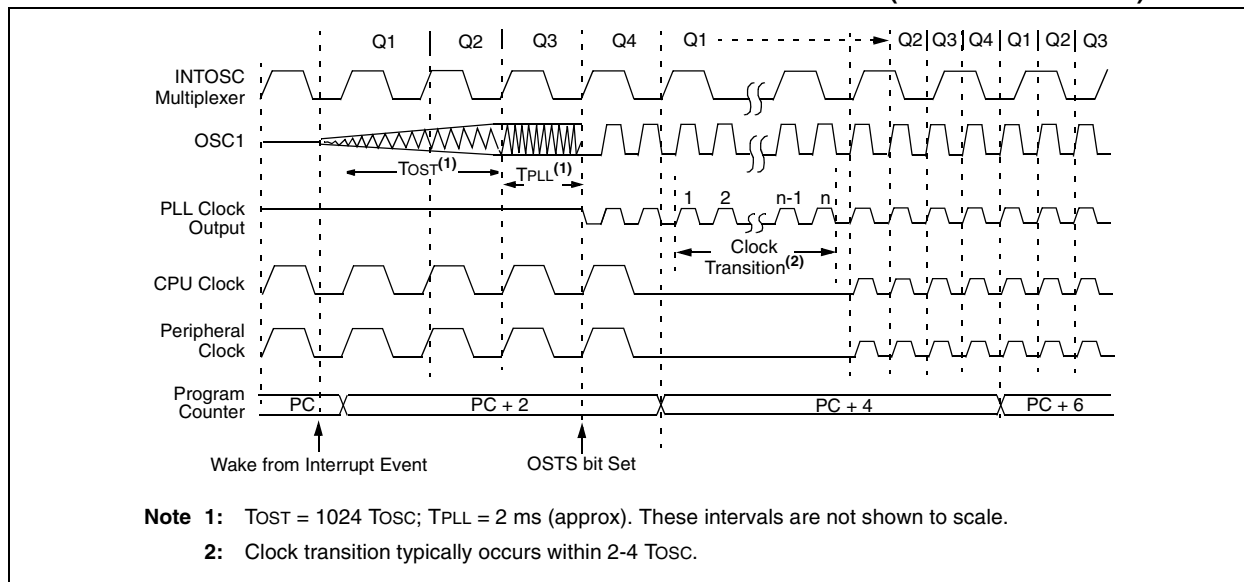 Q1 Q2 Q3 Q4 Q1 Q2 Q3 Q4 Q1 Q2 Q3
INTOSC
Multiplexer
OSC1
TOST(1)
TPLL(1)
PLL Clock
Output
1 2 n-1 n
Clock
Transition(2)
CPU Clock
Peripheral
Clock
Program
Counter
PC PC + 2 PC + 4 PC + 6
Wake from Interrupt Event
OSTS bit Set
Note 1: TOST = 1024 TOSC; TPLL = 2 ms (approx). These intervals are not shown to scale.
2: Clock transition typically occurs within 2-4 TOSC.